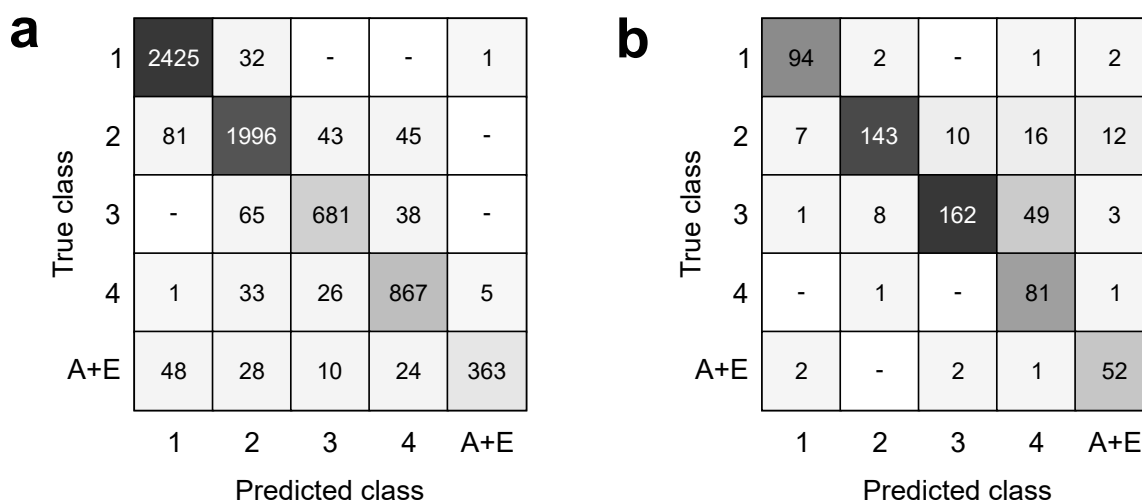 a
True class
1 2425 32 - - 1
2 81 1996 43 45 -
3 - 65 681 38 -
4 1 33 26 867 5
A+E 48 28 10 24 363
1 2 3 4 A+E
Predicted class
b
True class
1 94 2 - 1 2
2 7 143 10 16 12
3 1 8 162 49 3
4 - 1 - 81 1
A+E 2 - 2 1 52
1 2 3 4 A+E
Predicted class